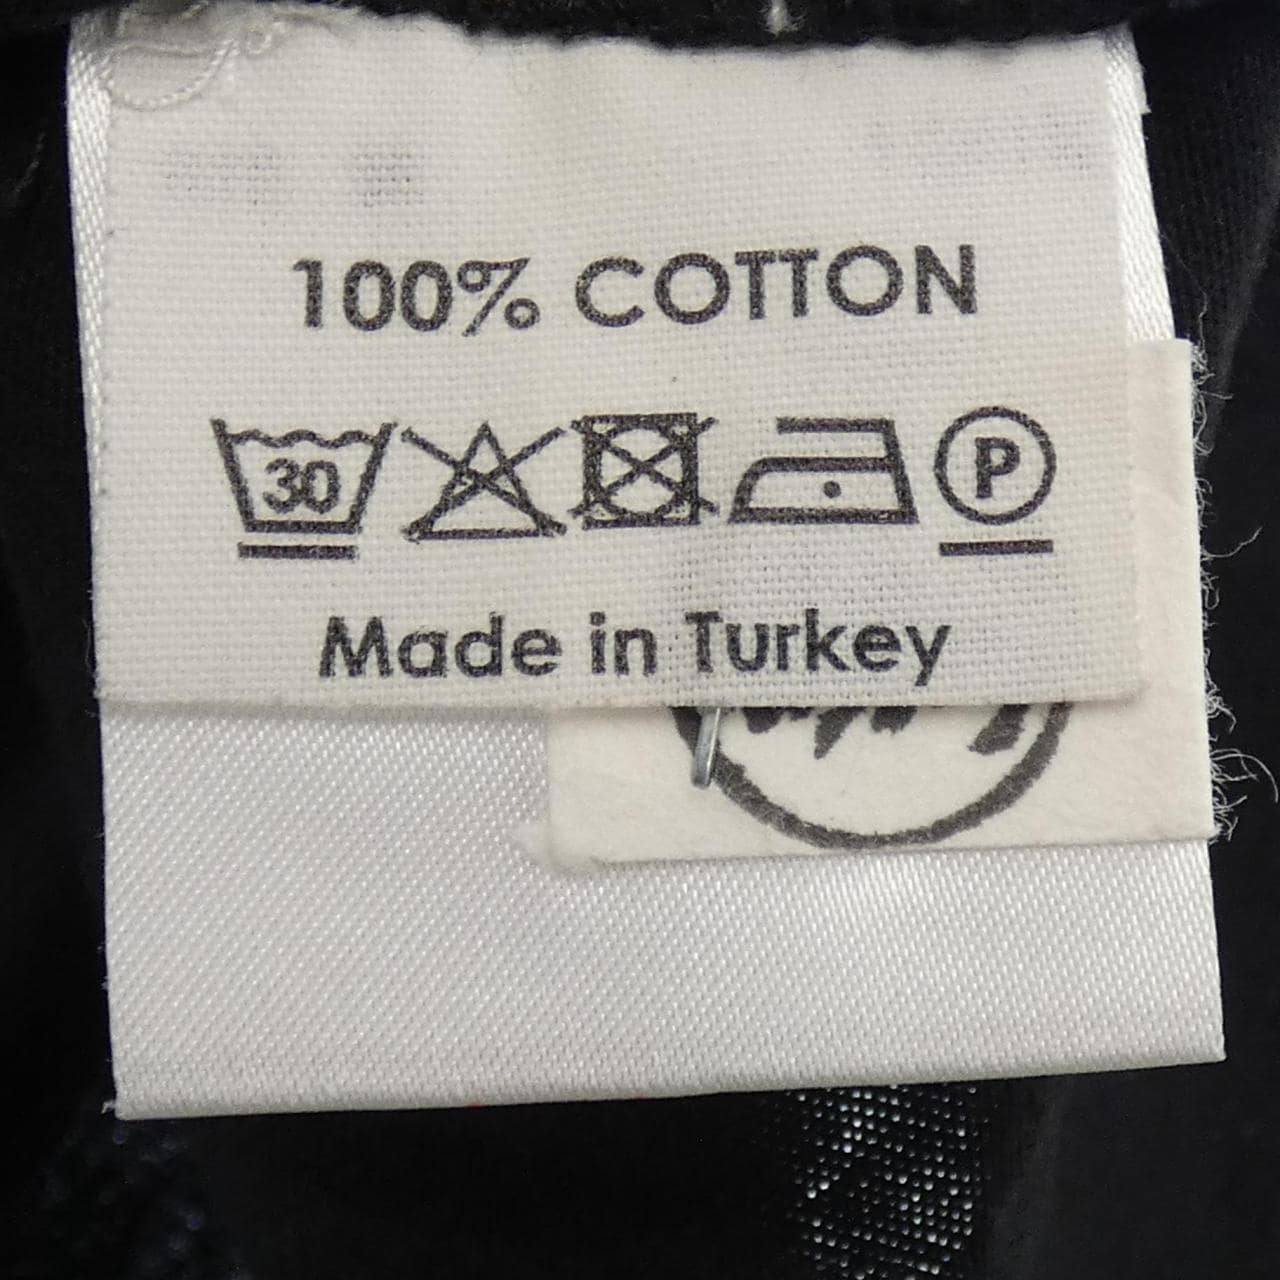 100% COTTON
30 P
Made in Turkey